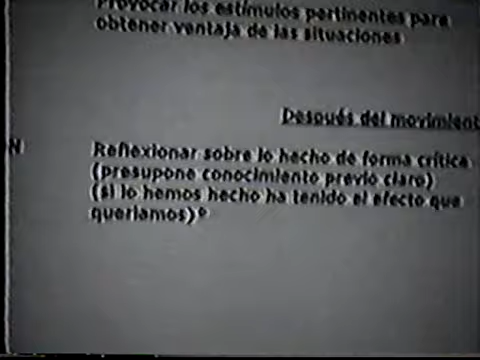 Provocar los estímulos pertinentes para
obtener ventaja de las situaciones
Después del movimient
N
Reflexionar sobre lo hecho de forma crítica
(presupone conocimiento previo claro)
(si lo hemos hecho ha tenido el efecto que
queríamos)